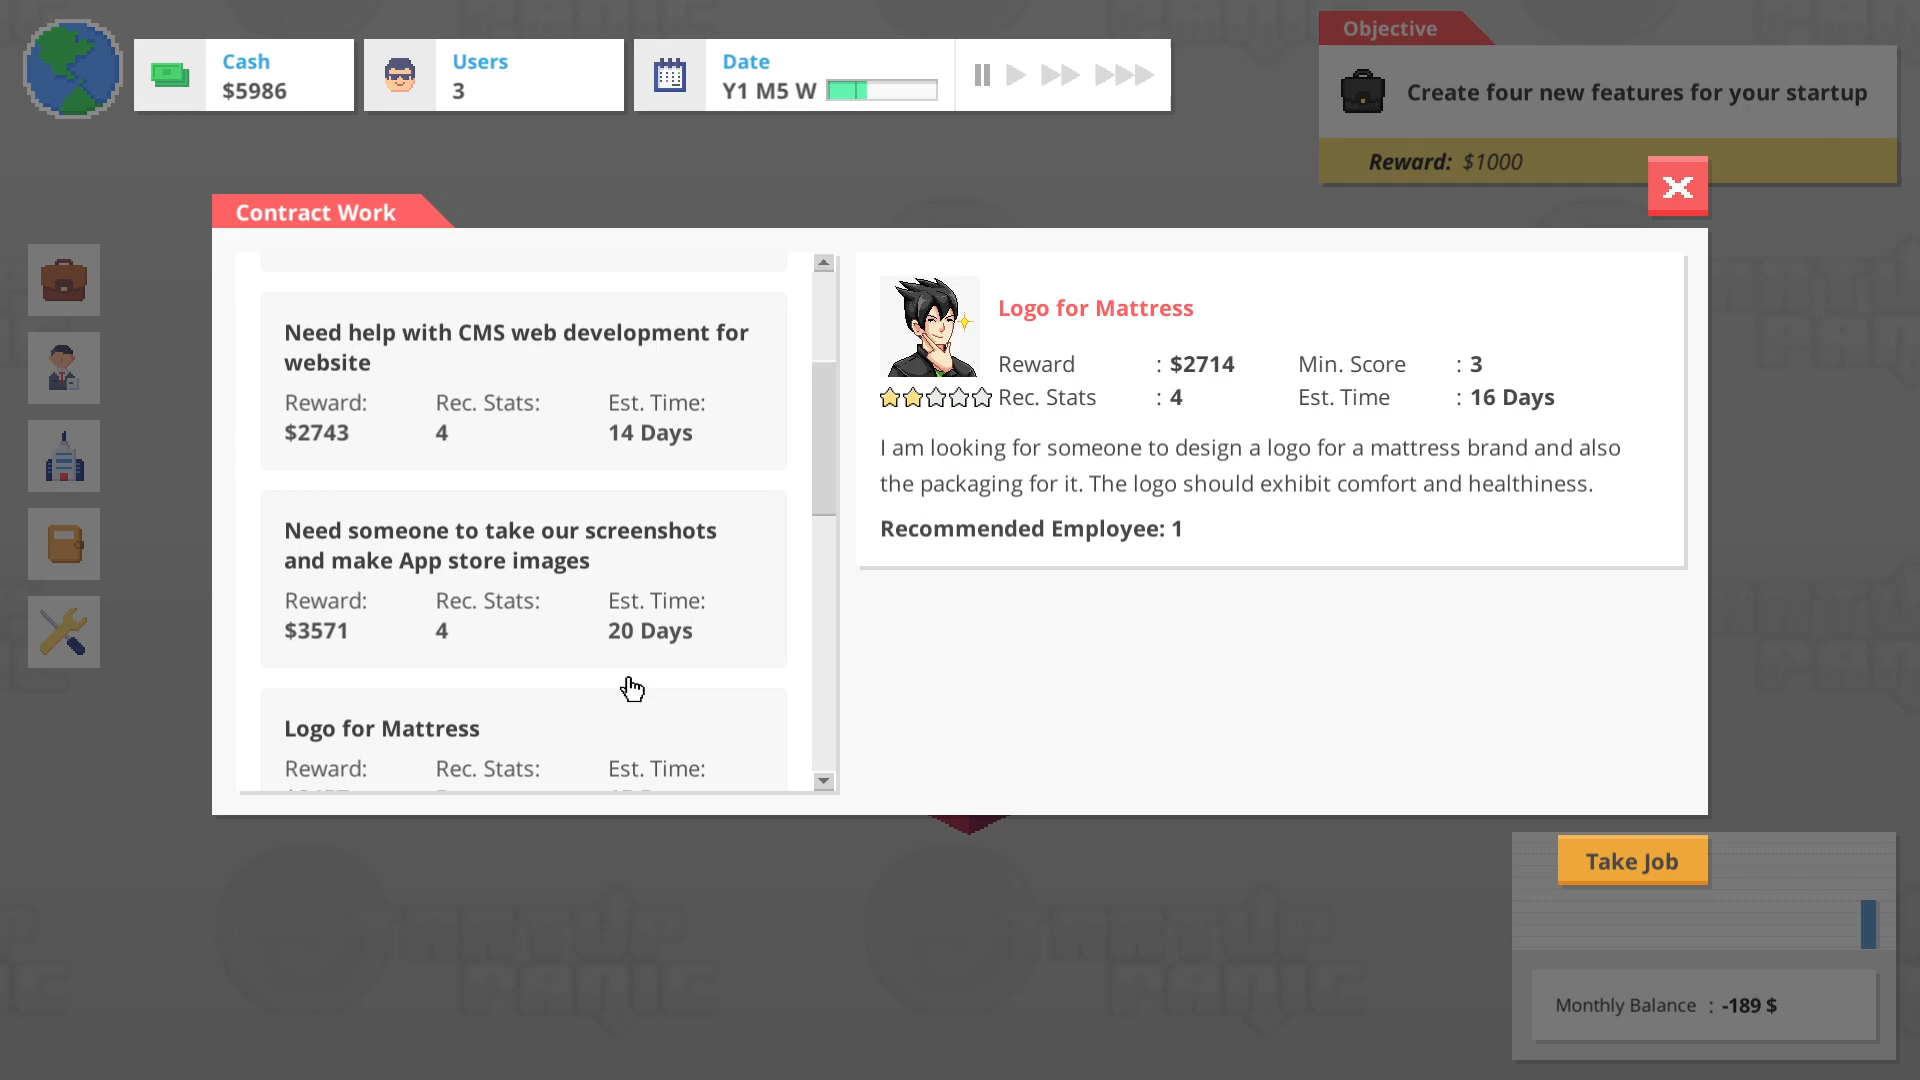 Cash
$5986
Users
3
Date
Y1 M5 W
Objective
Create four new features for your startup
Reward: $1000
Contract Work
Need help with CMS web development for
website
Reward: Rec. Stats: Est. Time:
$2743 4 14 Days
Need someone to take our screenshots
and make App store images
Reward: Rec. Stats: Est. Time:
$3571 4 20 Days
Logo for Mattress
Reward: Rec. Stats: Est. Time:
Logo for Mattress
Reward : $2714 Min. Score : 3
Rec. Stats : 4 Est. Time : 16 Days
I am looking for someone to design a logo for a mattress brand and also
the packaging for it. The logo should exhibit comfort and healthiness.
Recommended Employee: 1
Take Job
Monthly Balance : -189 $
STARTUP
PANIC
STARTUP
PANIC